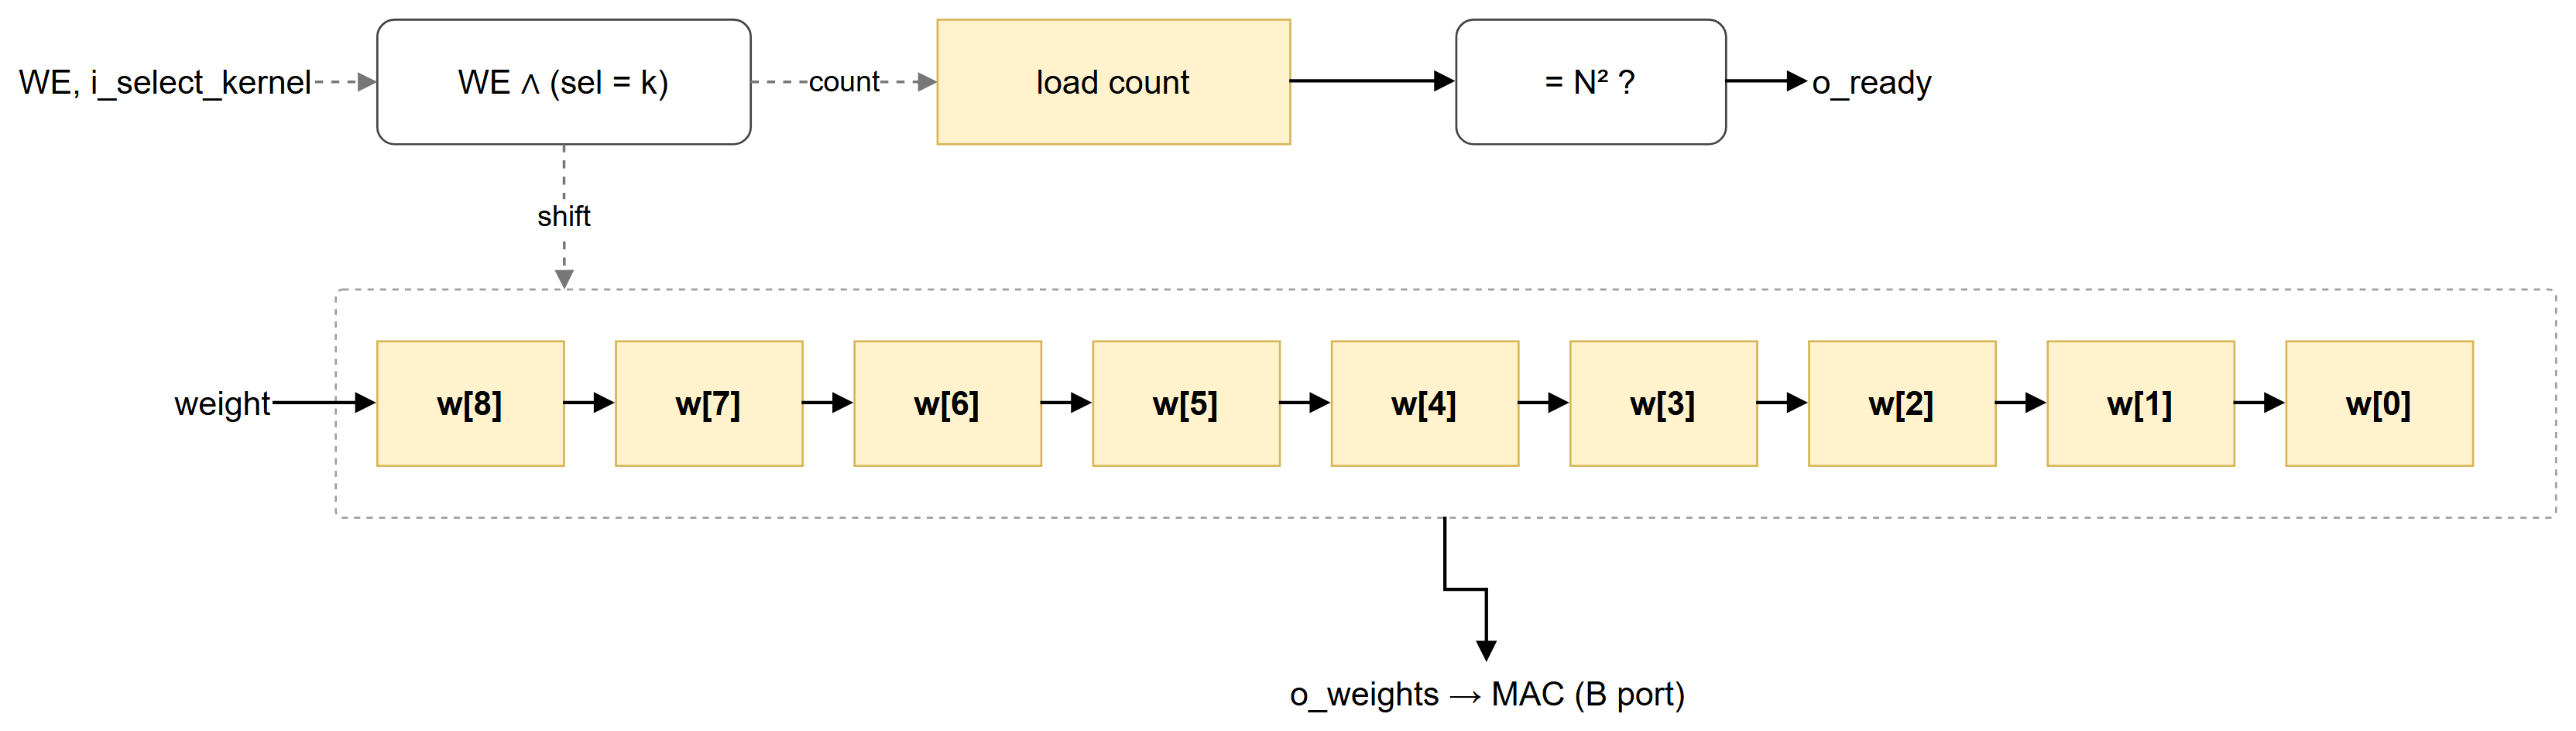 WE, i_select_kernel
WE ∧ (sel = k)
count
load count
= N² ?
o_ready
shift
weight
w[8]
w[7]
w[6]
w[5]
w[4]
w[3]
w[2]
w[1]
w[0]
o_weights → MAC (B port)